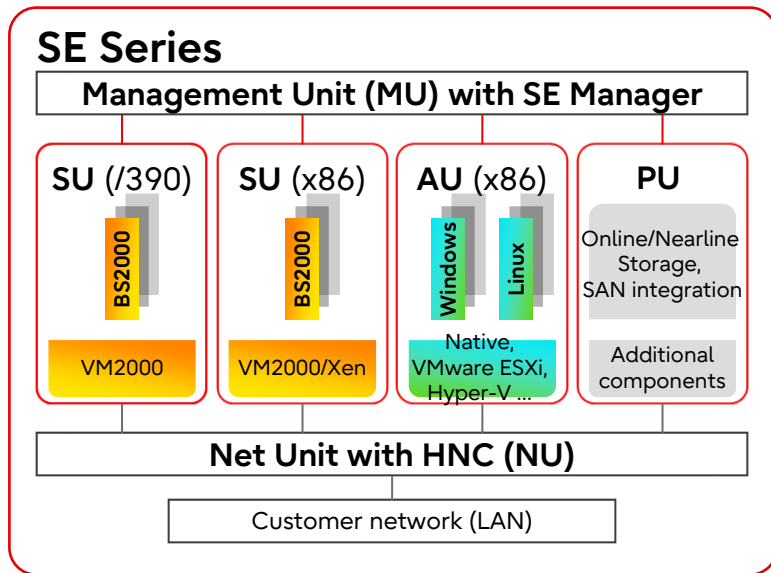 SE Series
Management Unit (MU) with SE Manager
SU (/390)
BS2000
VM2000
SU (x86)
BS2000
VM2000/Xen
AU (x86)
Windows
Linux
Native,
VMware ESXi,
Hyper-V ...
PU
Online/Nearline
Storage,
SAN integration
Additional
components
Net Unit with HNC (NU)
Customer network (LAN)